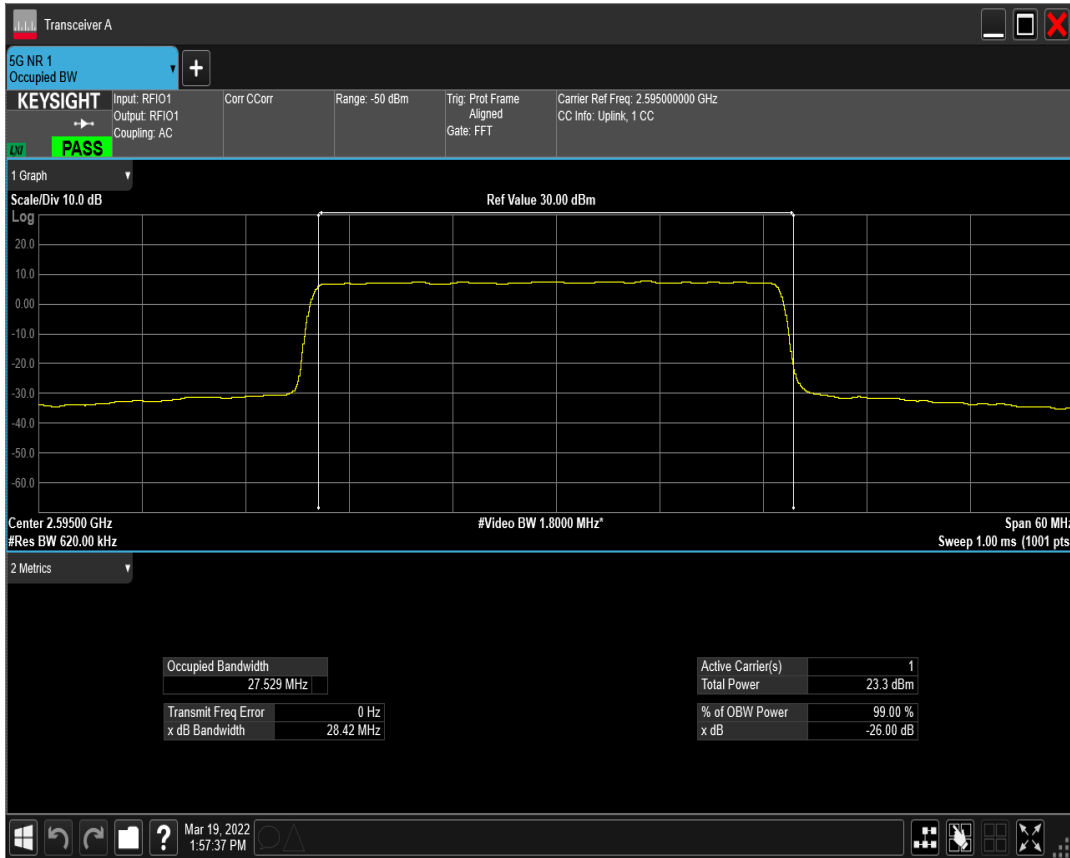 Transceiver A
5G NR 1
Occupied BW
+
KEYSIGHT
LXI
PASS
Input: RFIO1
Output: RFIO1
Coupling: AC
Corr CCorr
Range: -50 dBm
Trig: Prot Frame
Aligned
Gate: FFT
Carrier Ref Freq: 2.595000000 GHz
CC Info: Uplink, 1 CC
1 Graph
Scale/Div 10.0 dB
Ref Value 30.00 dBm
Log
20.0
10.0
0.00
-10.0
-20.0
-30.0
-40.0
-50.0
-60.0
Center 2.59500 GHz
#Video BW 1.8000 MHz*
Span 60 MHz
#Res BW 620.00 kHz
Sweep 1.00 ms (1001 pts
2 Metrics
Occupied Bandwidth
27.529 MHz
Transmit Freq Error 0 Hz
x dB Bandwidth 28.42 MHz
Active Carrier(s) 1
Total Power 23.3 dBm
% of OBW Power 99.00 %
x dB -26.00 dB
?
Mar 19, 2022
1:57:37 PM